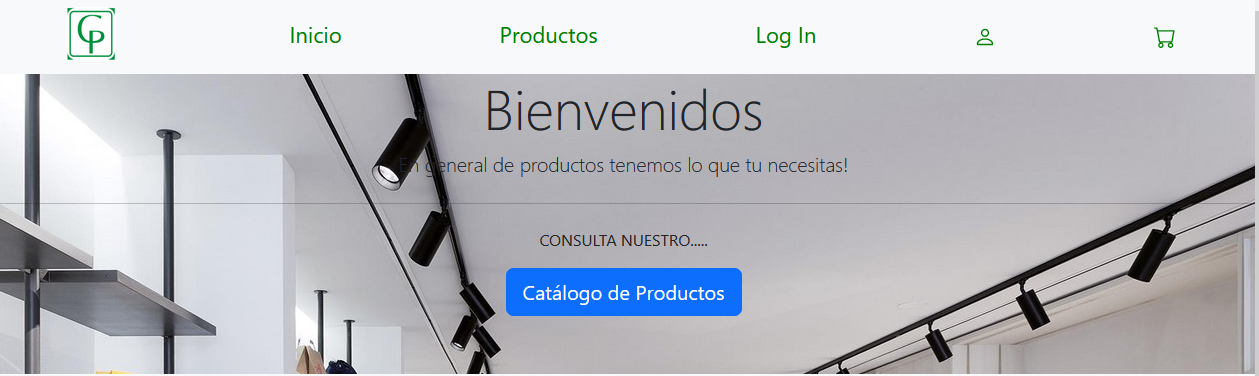 CP
Inicio Productos Log In
Bienvenidos
En general de productos tenemos lo que tu necesitas!
CONSULTA NUESTRO.....
Catálogo de Productos